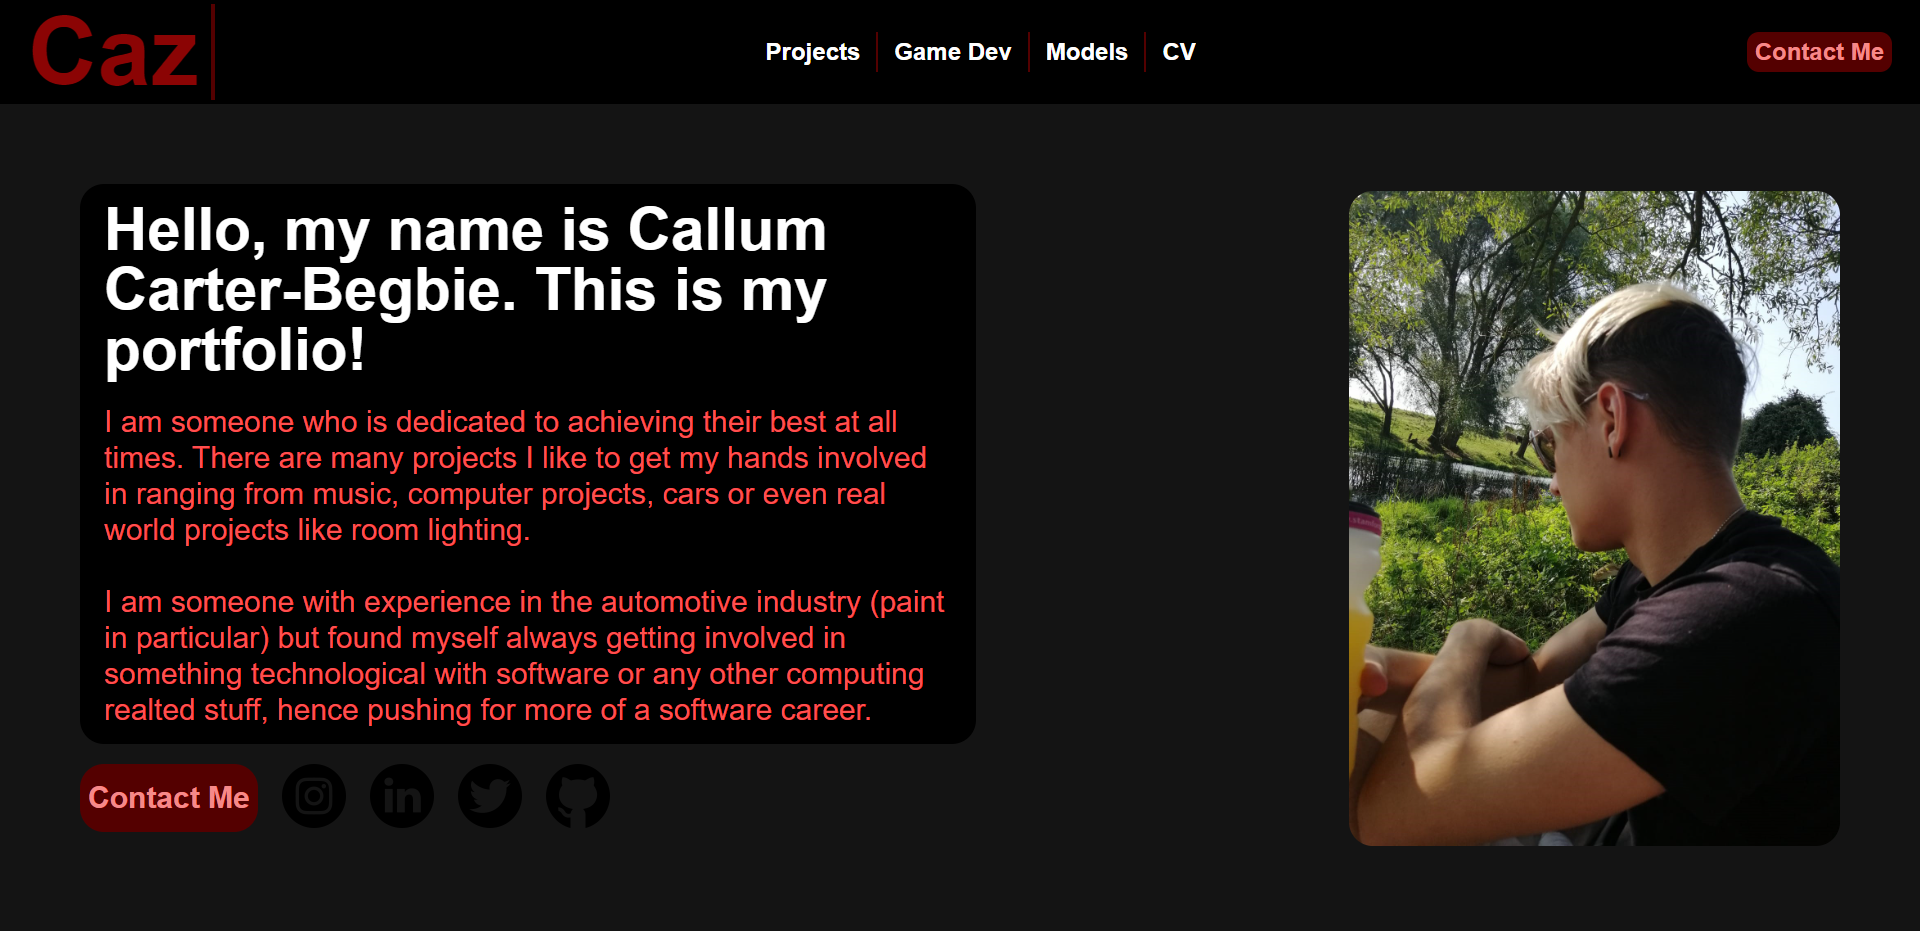 Caz
Projects
Game Dev
Models
CV
Contact Me
Hello, my name is Callum
Carter-Begbie. This is my
portfolio!
I am someone who is dedicated to achieving their best at all
times. There are many projects I like to get my hands involved
in ranging from music, computer projects, cars or even real
world projects like room lighting.
I am someone with experience in the automotive industry (paint
in particular) but found myself always getting involved in
something technological with software or any other computing
realted stuff, hence pushing for more of a software career.
Contact Me
in